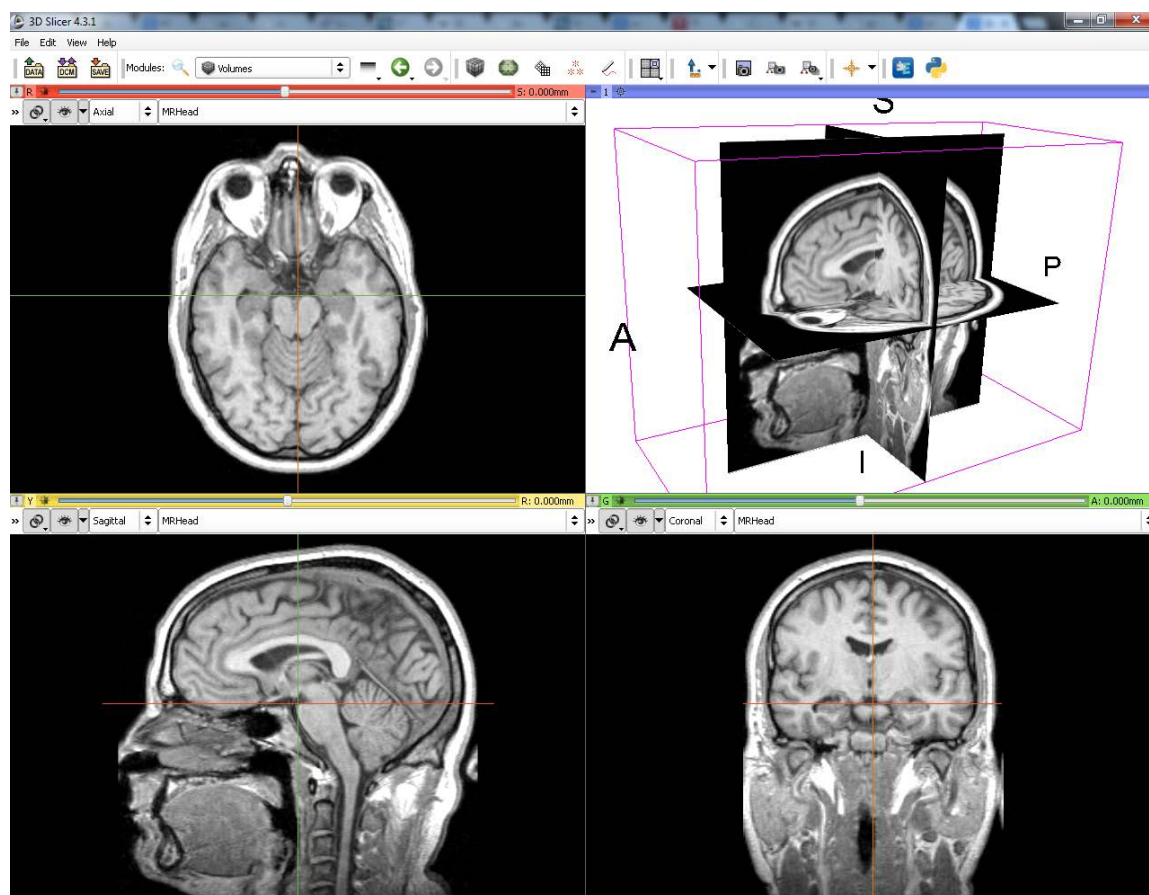 3D Slicer 4.3.1
File Edit View Help
DATA DCM SAVE Modules: Volumes
R S: 0.000mm
Axial MRHead
1
S
P
A
I
Y R: 0.000mm
Sagittal MRHead
G A: 0.000mm
Coronal MRHead